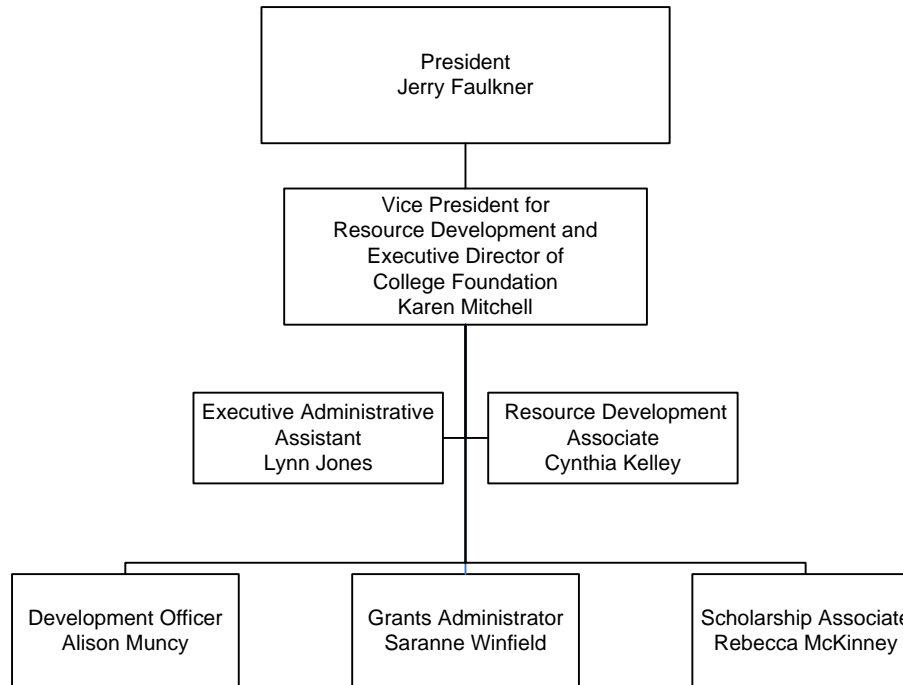 President
Jerry Faulkner
Vice President for
Resource Development and
Executive Director of
College Foundation
Karen Mitchell
Executive Administrative
Assistant
Lynn Jones
Resource Development
Associate
Cynthia Kelley
Development Officer
Alison Muncy
Grants Administrator
Saranne Winfield
Scholarship Associate
Rebecca McKinney